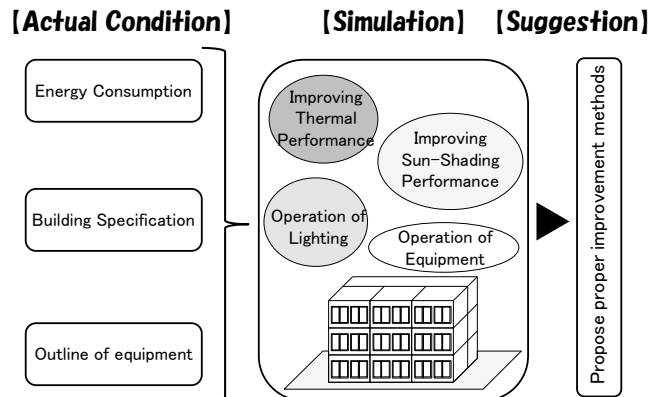 【Actual Condition】
【Simulation】
【Suggestion】
Energy Consumption
Building Specification
Outline of equipment
Improving
Thermal
Performance
Improving
Sun-Shading
Performance
Operation of
Lighting
Operation of
Equipment
Propose proper improvement methods